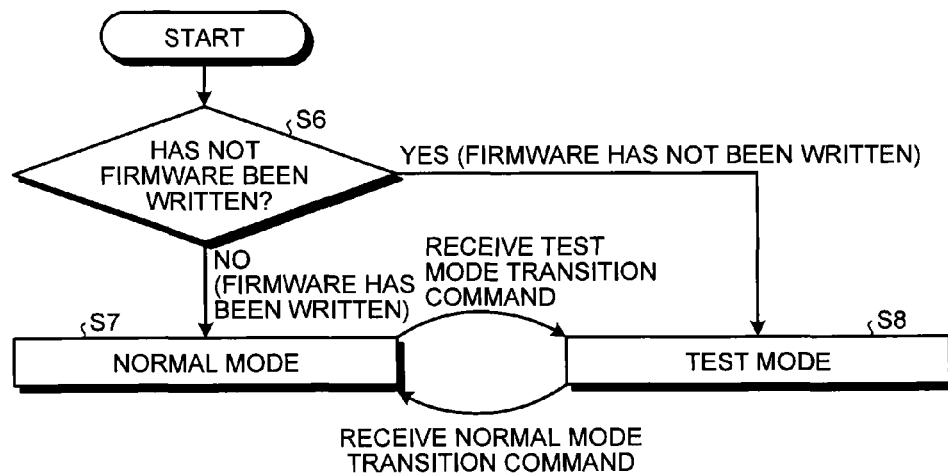 START
S6
HAS NOT
FIRMWARE BEEN
WRITTEN?
YES (FIRMWARE HAS NOT BEEN WRITTEN)
NO
(FIRMWARE HAS
BEEN WRITTEN)
RECEIVE TEST
MODE TRANSITION
COMMAND
S7
NORMAL MODE
S8
TEST MODE
RECEIVE NORMAL MODE
TRANSITION COMMAND